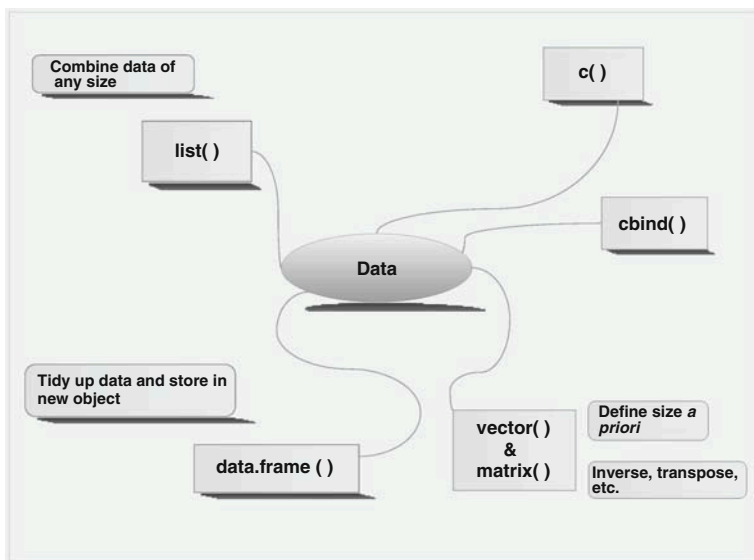 Combine data of
any size
c( )
list( )
cbind( )
Data
Tidy up data and store in
new object
data.frame ( )
vector( )
&
matrix( )
Define size a
priori
Inverse, transpose,
etc.